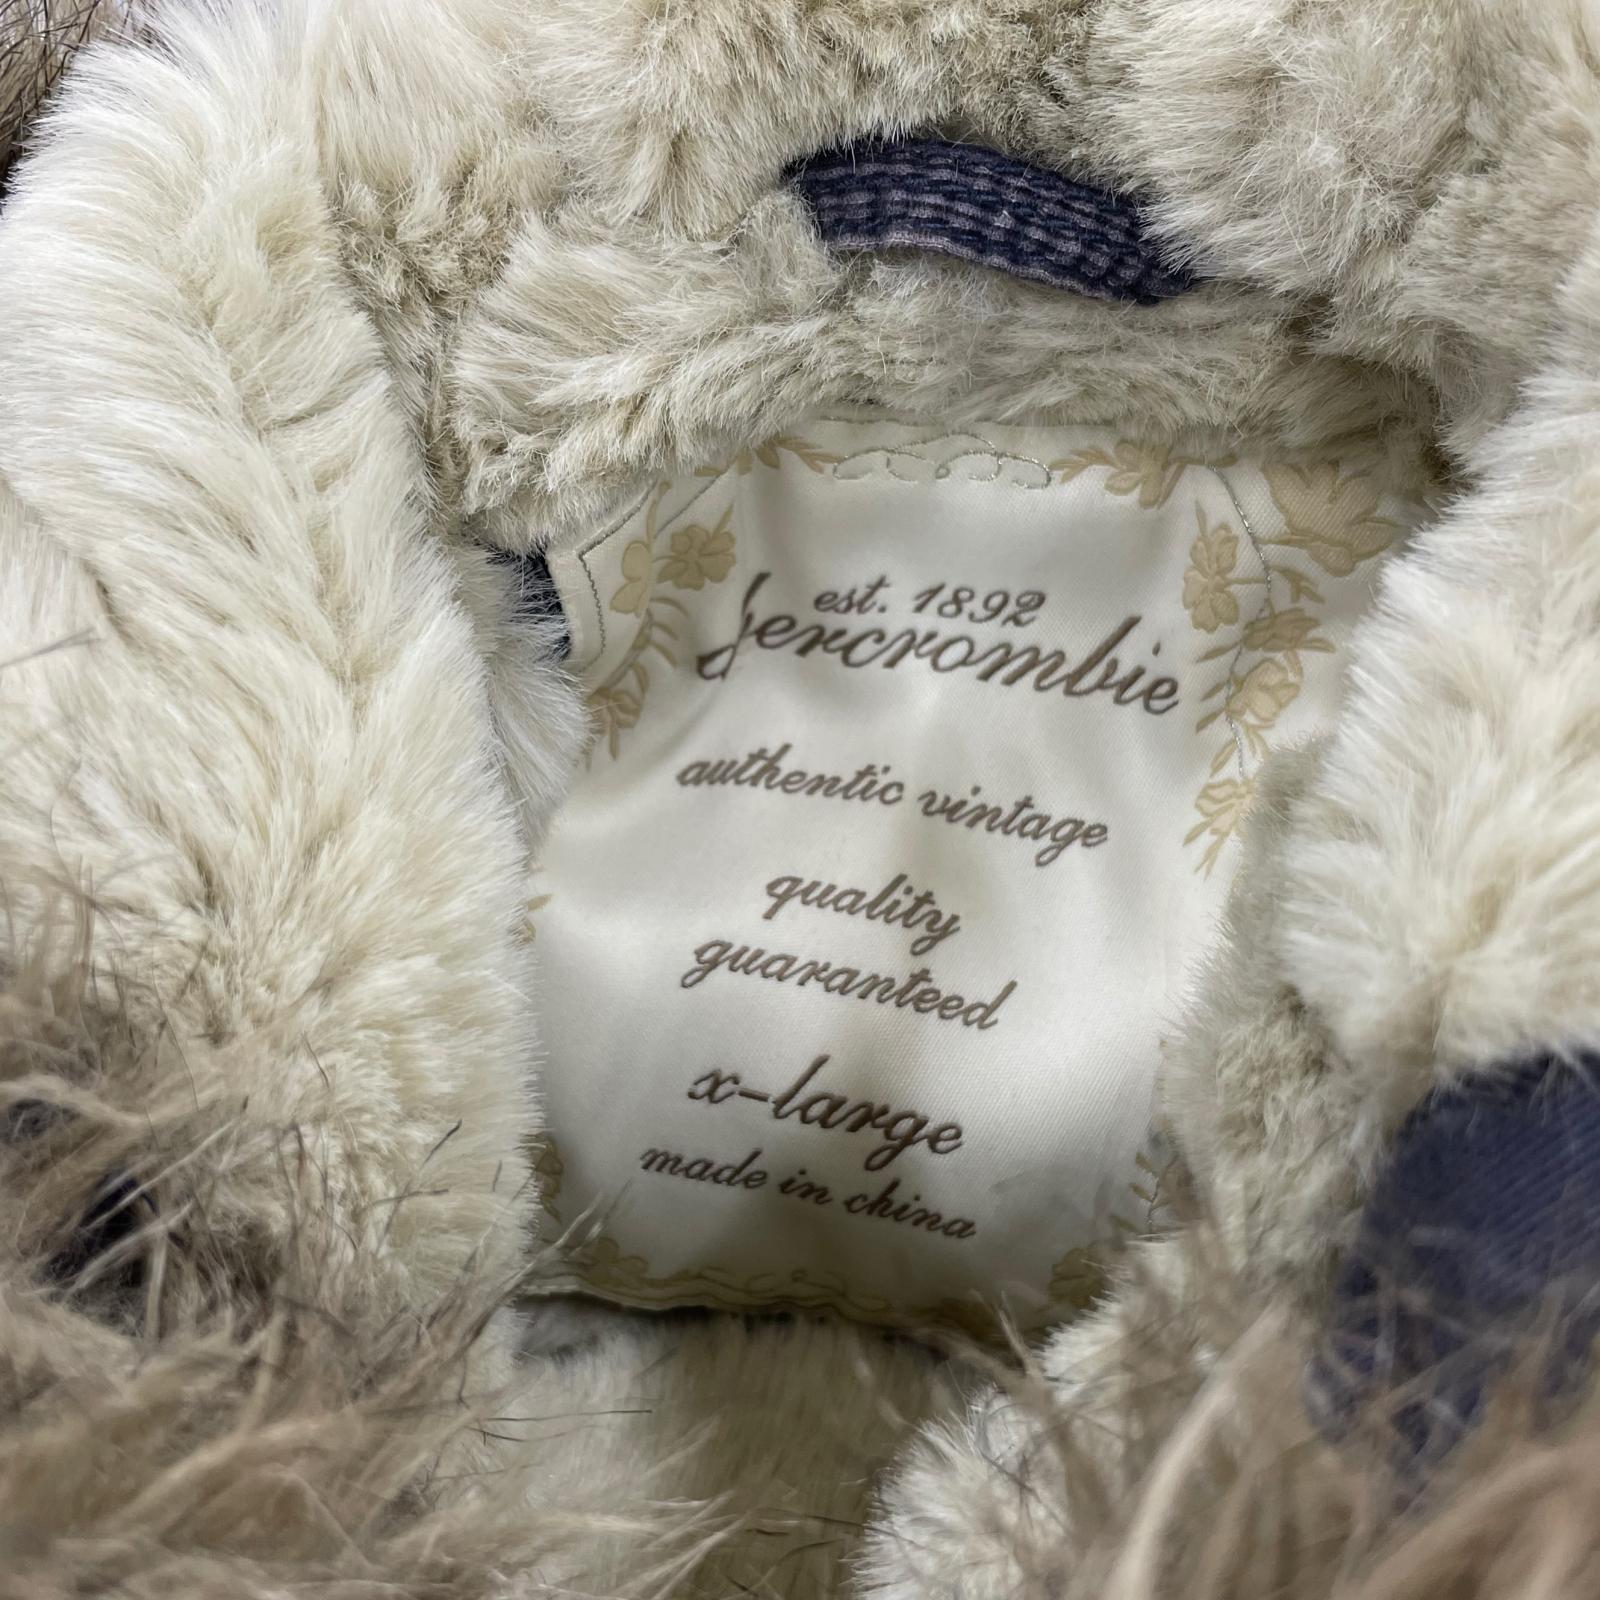 est. 1892
abercrombie
authentic vintage
quality
guaranteed
x-large
made in china